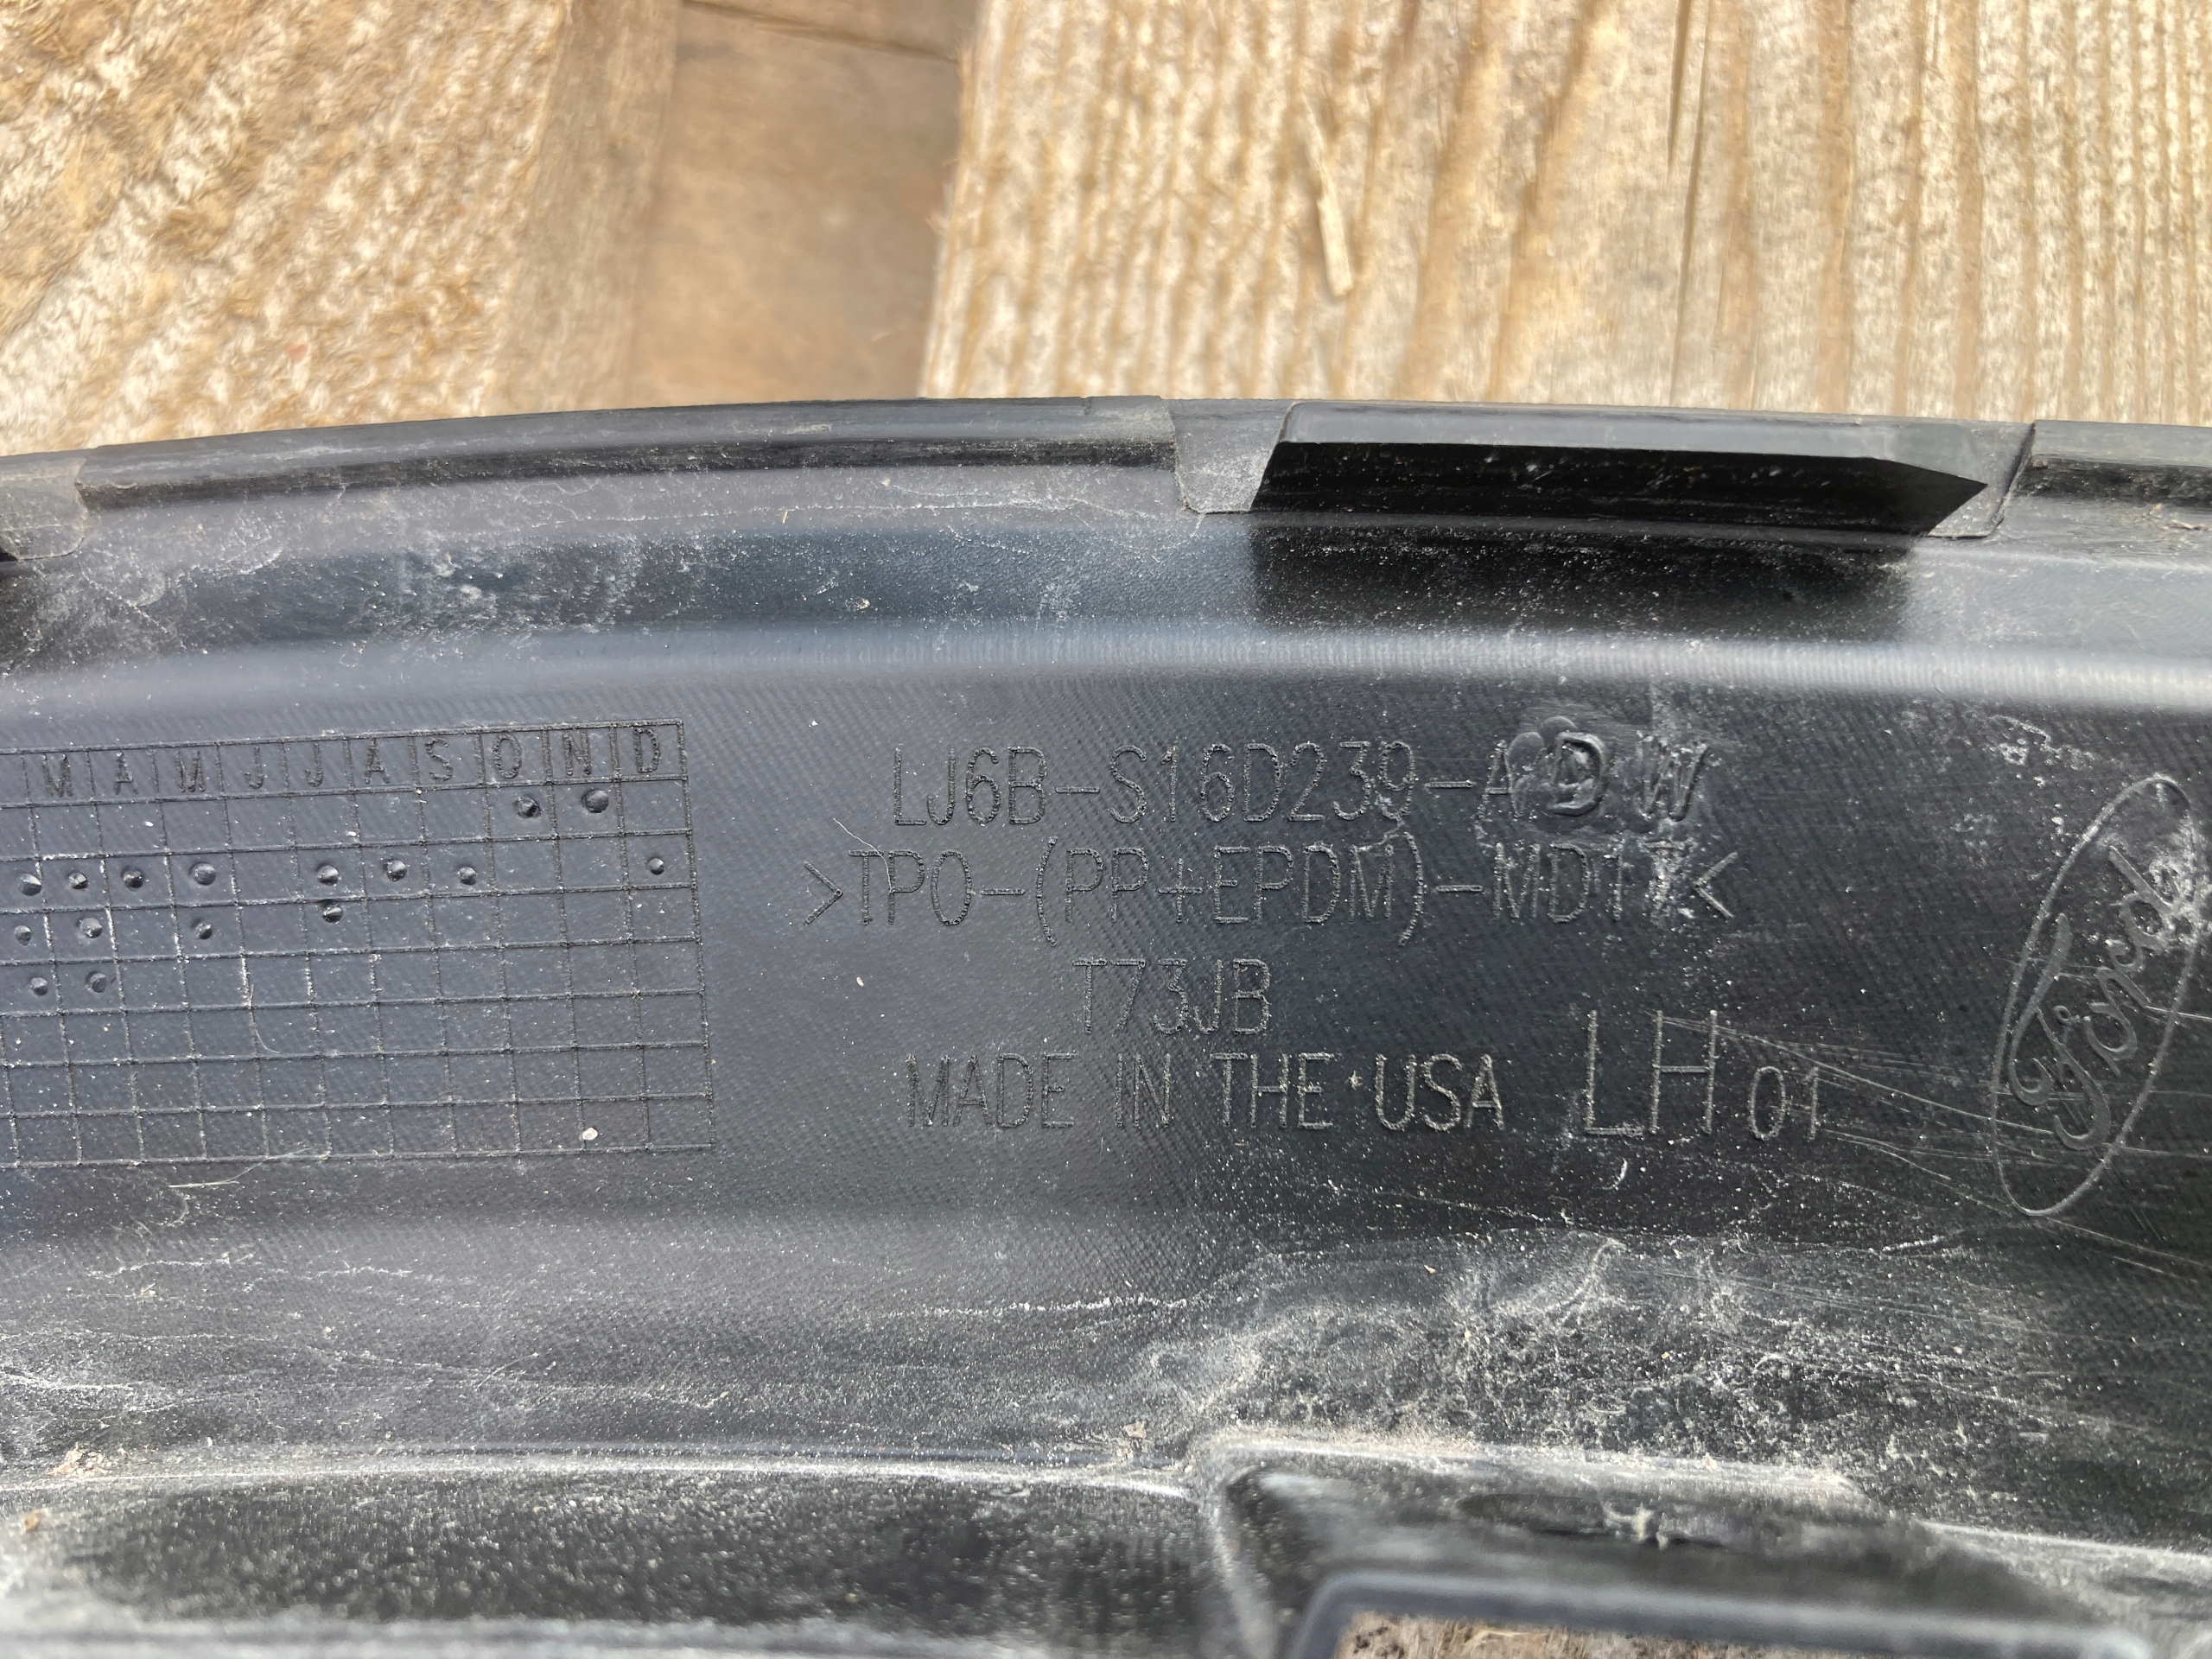 M A M J J A S O N D
LJ6B-S16D239-ADW
>TPO-(PP+EPDM)-MD17<
T73JB
MADE IN THE USA LH 01
Ford